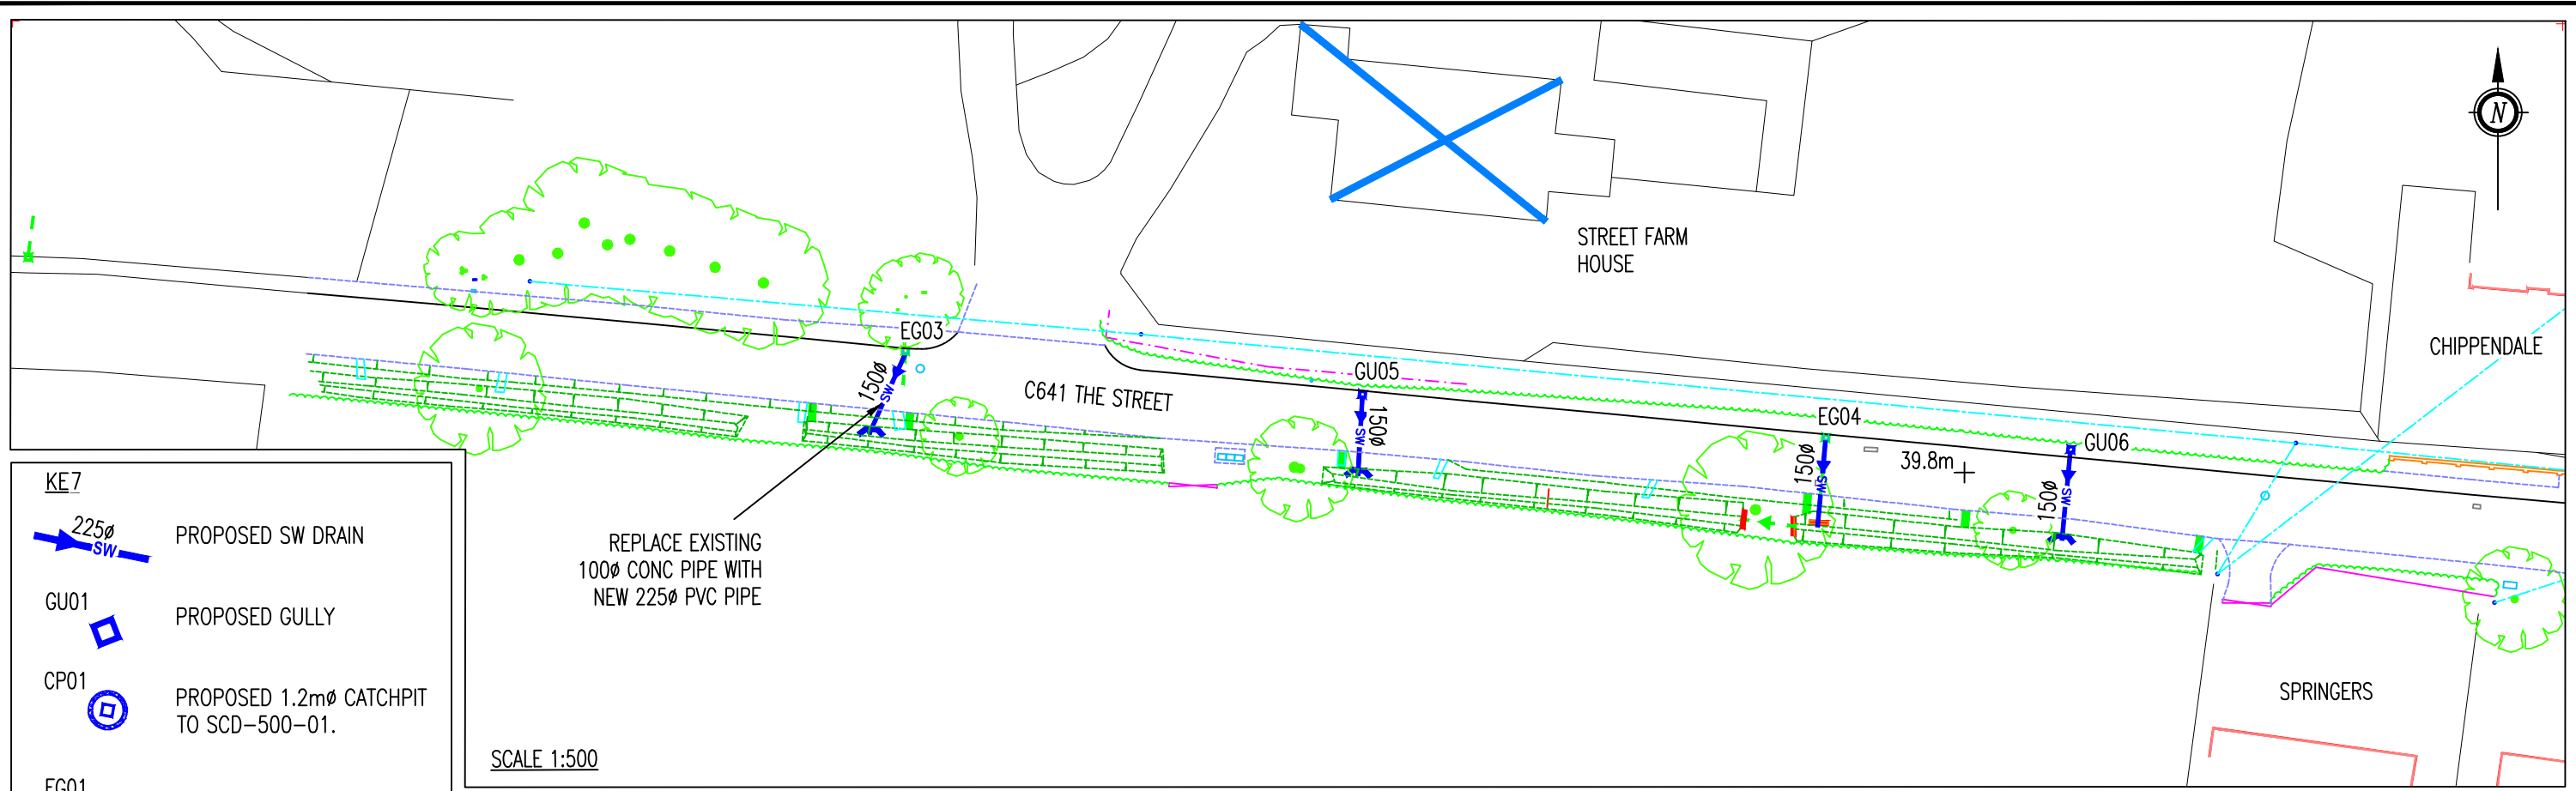 N
STREET FARM
HOUSE
CHIPPENDALE
EG03
GU05
C641 THE STREET
EG04
GU06
39.8m
150ø
SW
150ø
SW
150ø
SW
150ø
SW
REPLACE EXISTING
100ø CONC PIPE WITH
NEW 225ø PVC PIPE
SPRINGERS
SCALE 1:500
KE7
225ø
SW
PROPOSED SW DRAIN
GU01
PROPOSED GULLY
CP01
PROPOSED 1.2mø CATCHPIT
TO SCD-500-01.
EG01